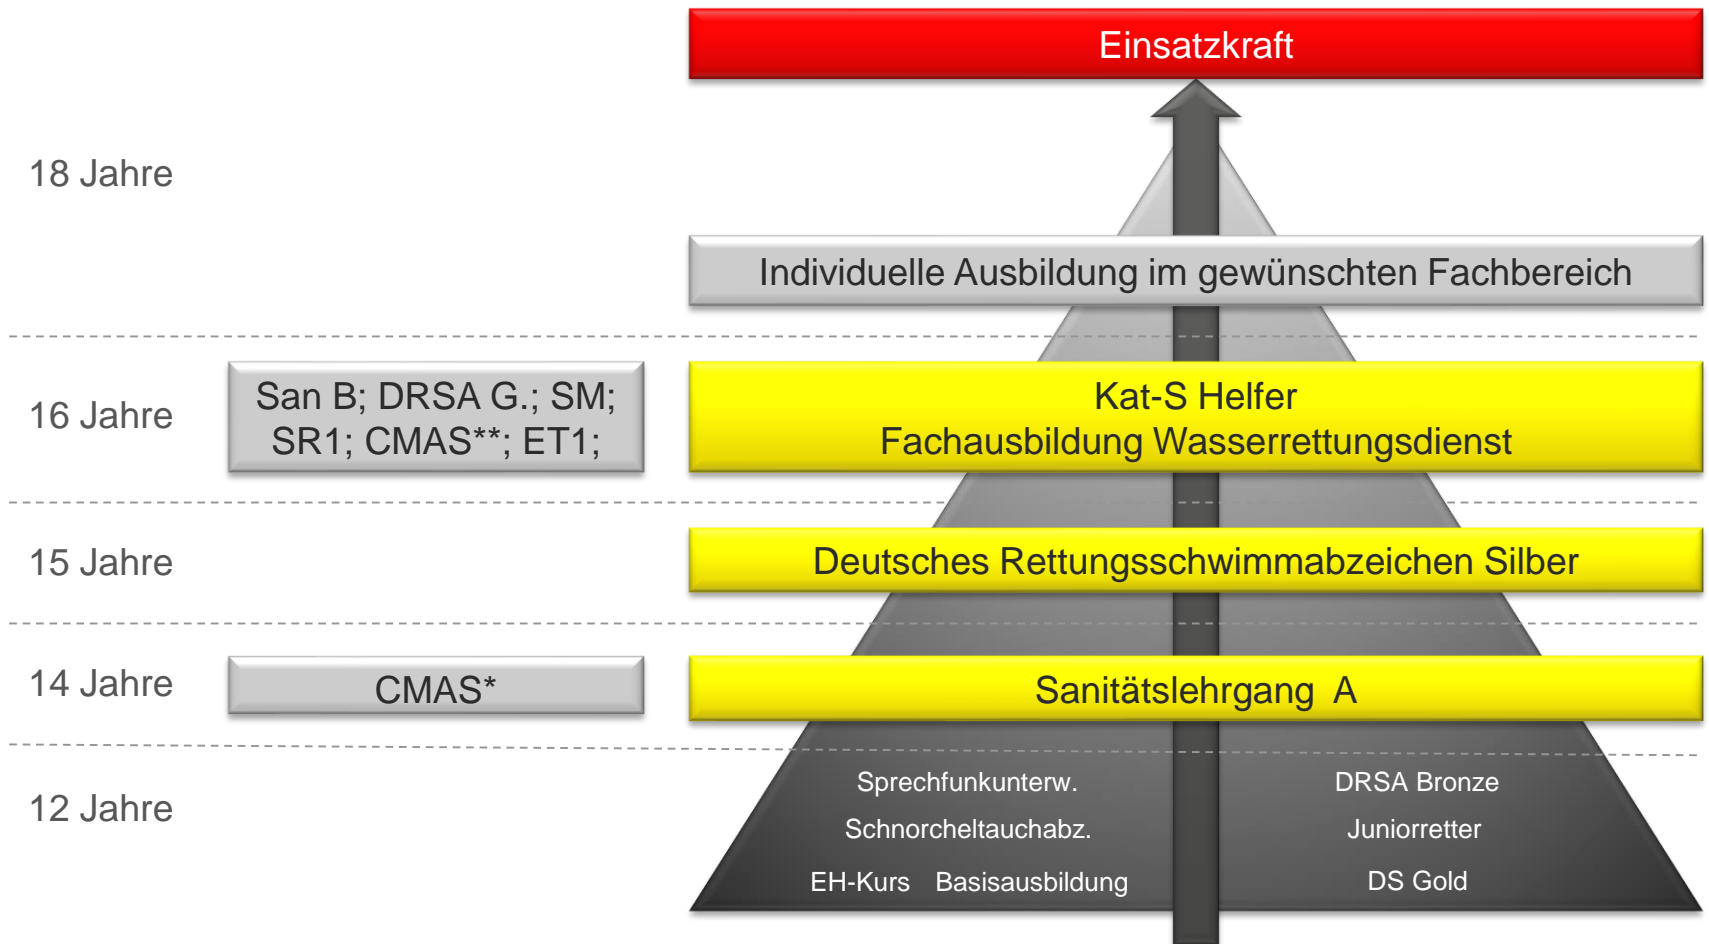 Einsatzkraft
18 Jahre
Individuelle Ausbildung im gewünschten Fachbereich
16 Jahre
San B; DRSA G.; SM;
SR1; CMAS**; ET1;
Kat-S Helfer
Fachausbildung Wasserrettungsdienst
15 Jahre
Deutsches Rettungsschwimmabzeichen Silber
14 Jahre
CMAS*
Sanitätslehrgang A
12 Jahre
Sprechfunkunterw.
DRSA Bronze
Schnorcheltauchabz.
Juniorretter
EH-Kurs Basisausbildung
DS Gold